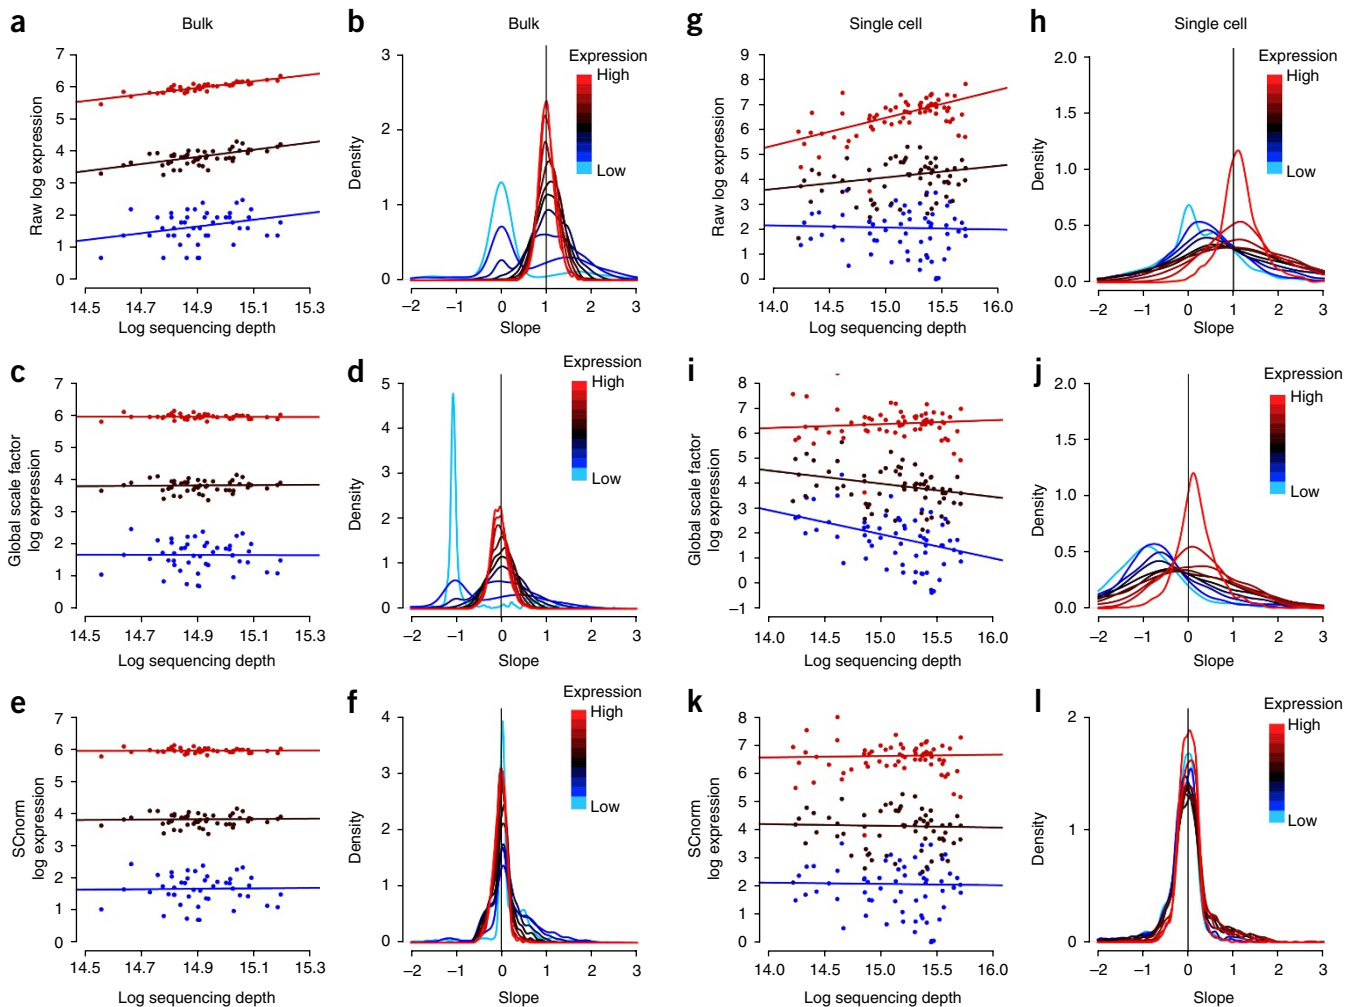 a
Bulk
Raw log expression
7
6
5
4
3
2
1
0
14.5
14.7
14.9
15.1
15.3
Log sequencing depth
b
Bulk
Density
3
2
1
0
Expression
High
Low
–2
–1
0
1
2
3
Slope
g
Single cell
Raw log expression
9
8
7
6
5
4
3
2
1
0
14.0
14.5
15.0
15.5
16.0
Log sequencing depth
h
Single cell
Density
2.0
1.5
1.0
0.5
0.0
Expression
High
Low
–2
–1
0
1
2
3
Slope
c
Global scale factor
log expression
7
6
5
4
3
2
1
0
14.5
14.7
14.9
15.1
15.3
Log sequencing depth
d
Density
5
4
3
2
1
0
Expression
High
Low
–2
–1
0
1
2
3
Slope
i
Global scale factor
log expression
8
7
6
5
4
3
2
1
0
–1
14.0
14.5
15.0
15.5
16.0
Log sequencing depth
j
Density
2.0
1.5
1.0
0.5
0.0
Expression
High
Low
–2
–1
0
1
2
3
Slope
e
SCnorm
log expression
7
6
5
4
3
2
1
0
14.5
14.7
14.9
15.1
15.3
Log sequencing depth
f
Density
4
3
2
1
0
Expression
High
Low
–2
–1
0
1
2
3
Slope
k
SCnorm
log expression
8
7
6
5
4
3
2
1
0
14.0
14.5
15.0
15.5
16.0
Log sequencing depth
l
Density
2
1
0
Expression
High
Low
–2
–1
0
1
2
3
Slope